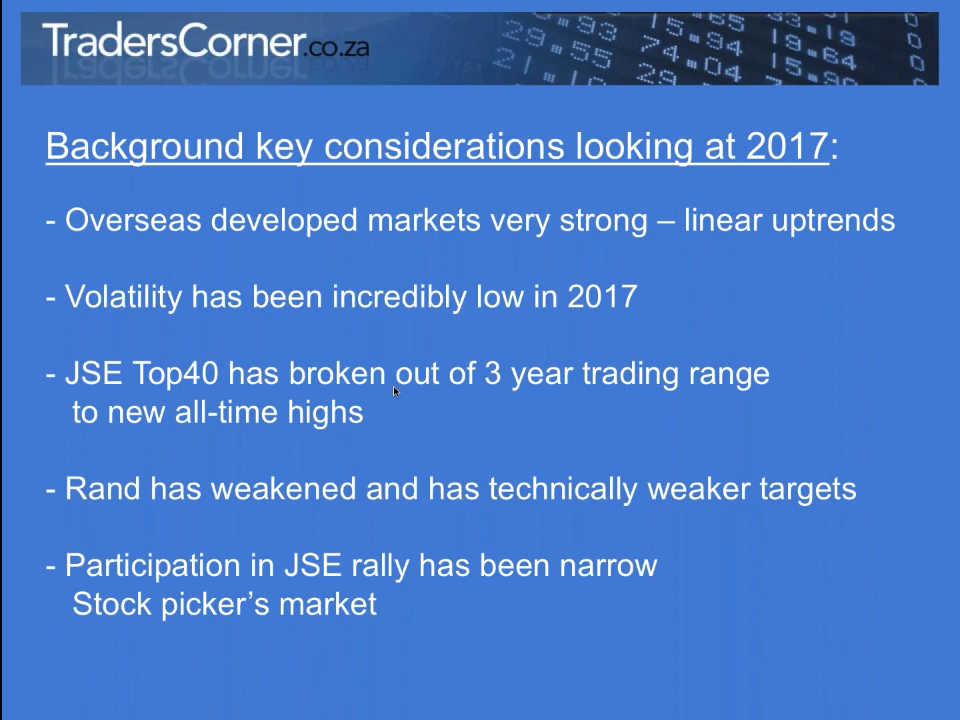 TradersCorner.co.za
Background key considerations looking at 2017:
- Overseas developed markets very strong – linear uptrends
- Volatility has been incredibly low in 2017
- JSE Top40 has broken out of 3 year trading range
to new all-time highs
- Rand has weakened and has technically weaker targets
- Participation in JSE rally has been narrow
Stock picker’s market